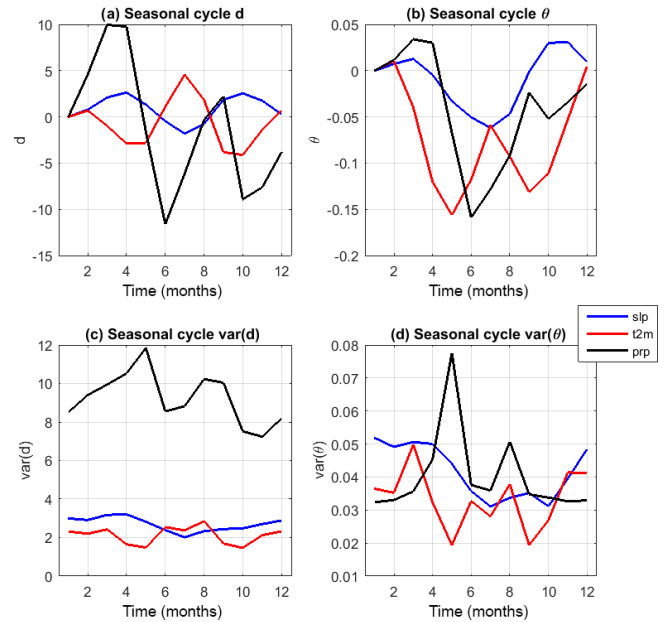 (a) Seasonal cycle d
10
5
0
-5
-10
-15
d
2 4 6 8 10 12
Time (months)
(b) Seasonal cycle θ
0.05
0
-0.05
-0.1
-0.15
-0.2
θ
2 4 6 8 10 12
Time (months)
slp
t2m
prp
(c) Seasonal cycle var(d)
12
10
8
6
4
2
0
var(d)
2 4 6 8 10 12
Time (months)
(d) Seasonal cycle var(θ)
0.08
0.07
0.06
0.05
0.04
0.03
0.02
0.01
var(θ)
2 4 6 8 10 12
Time (months)